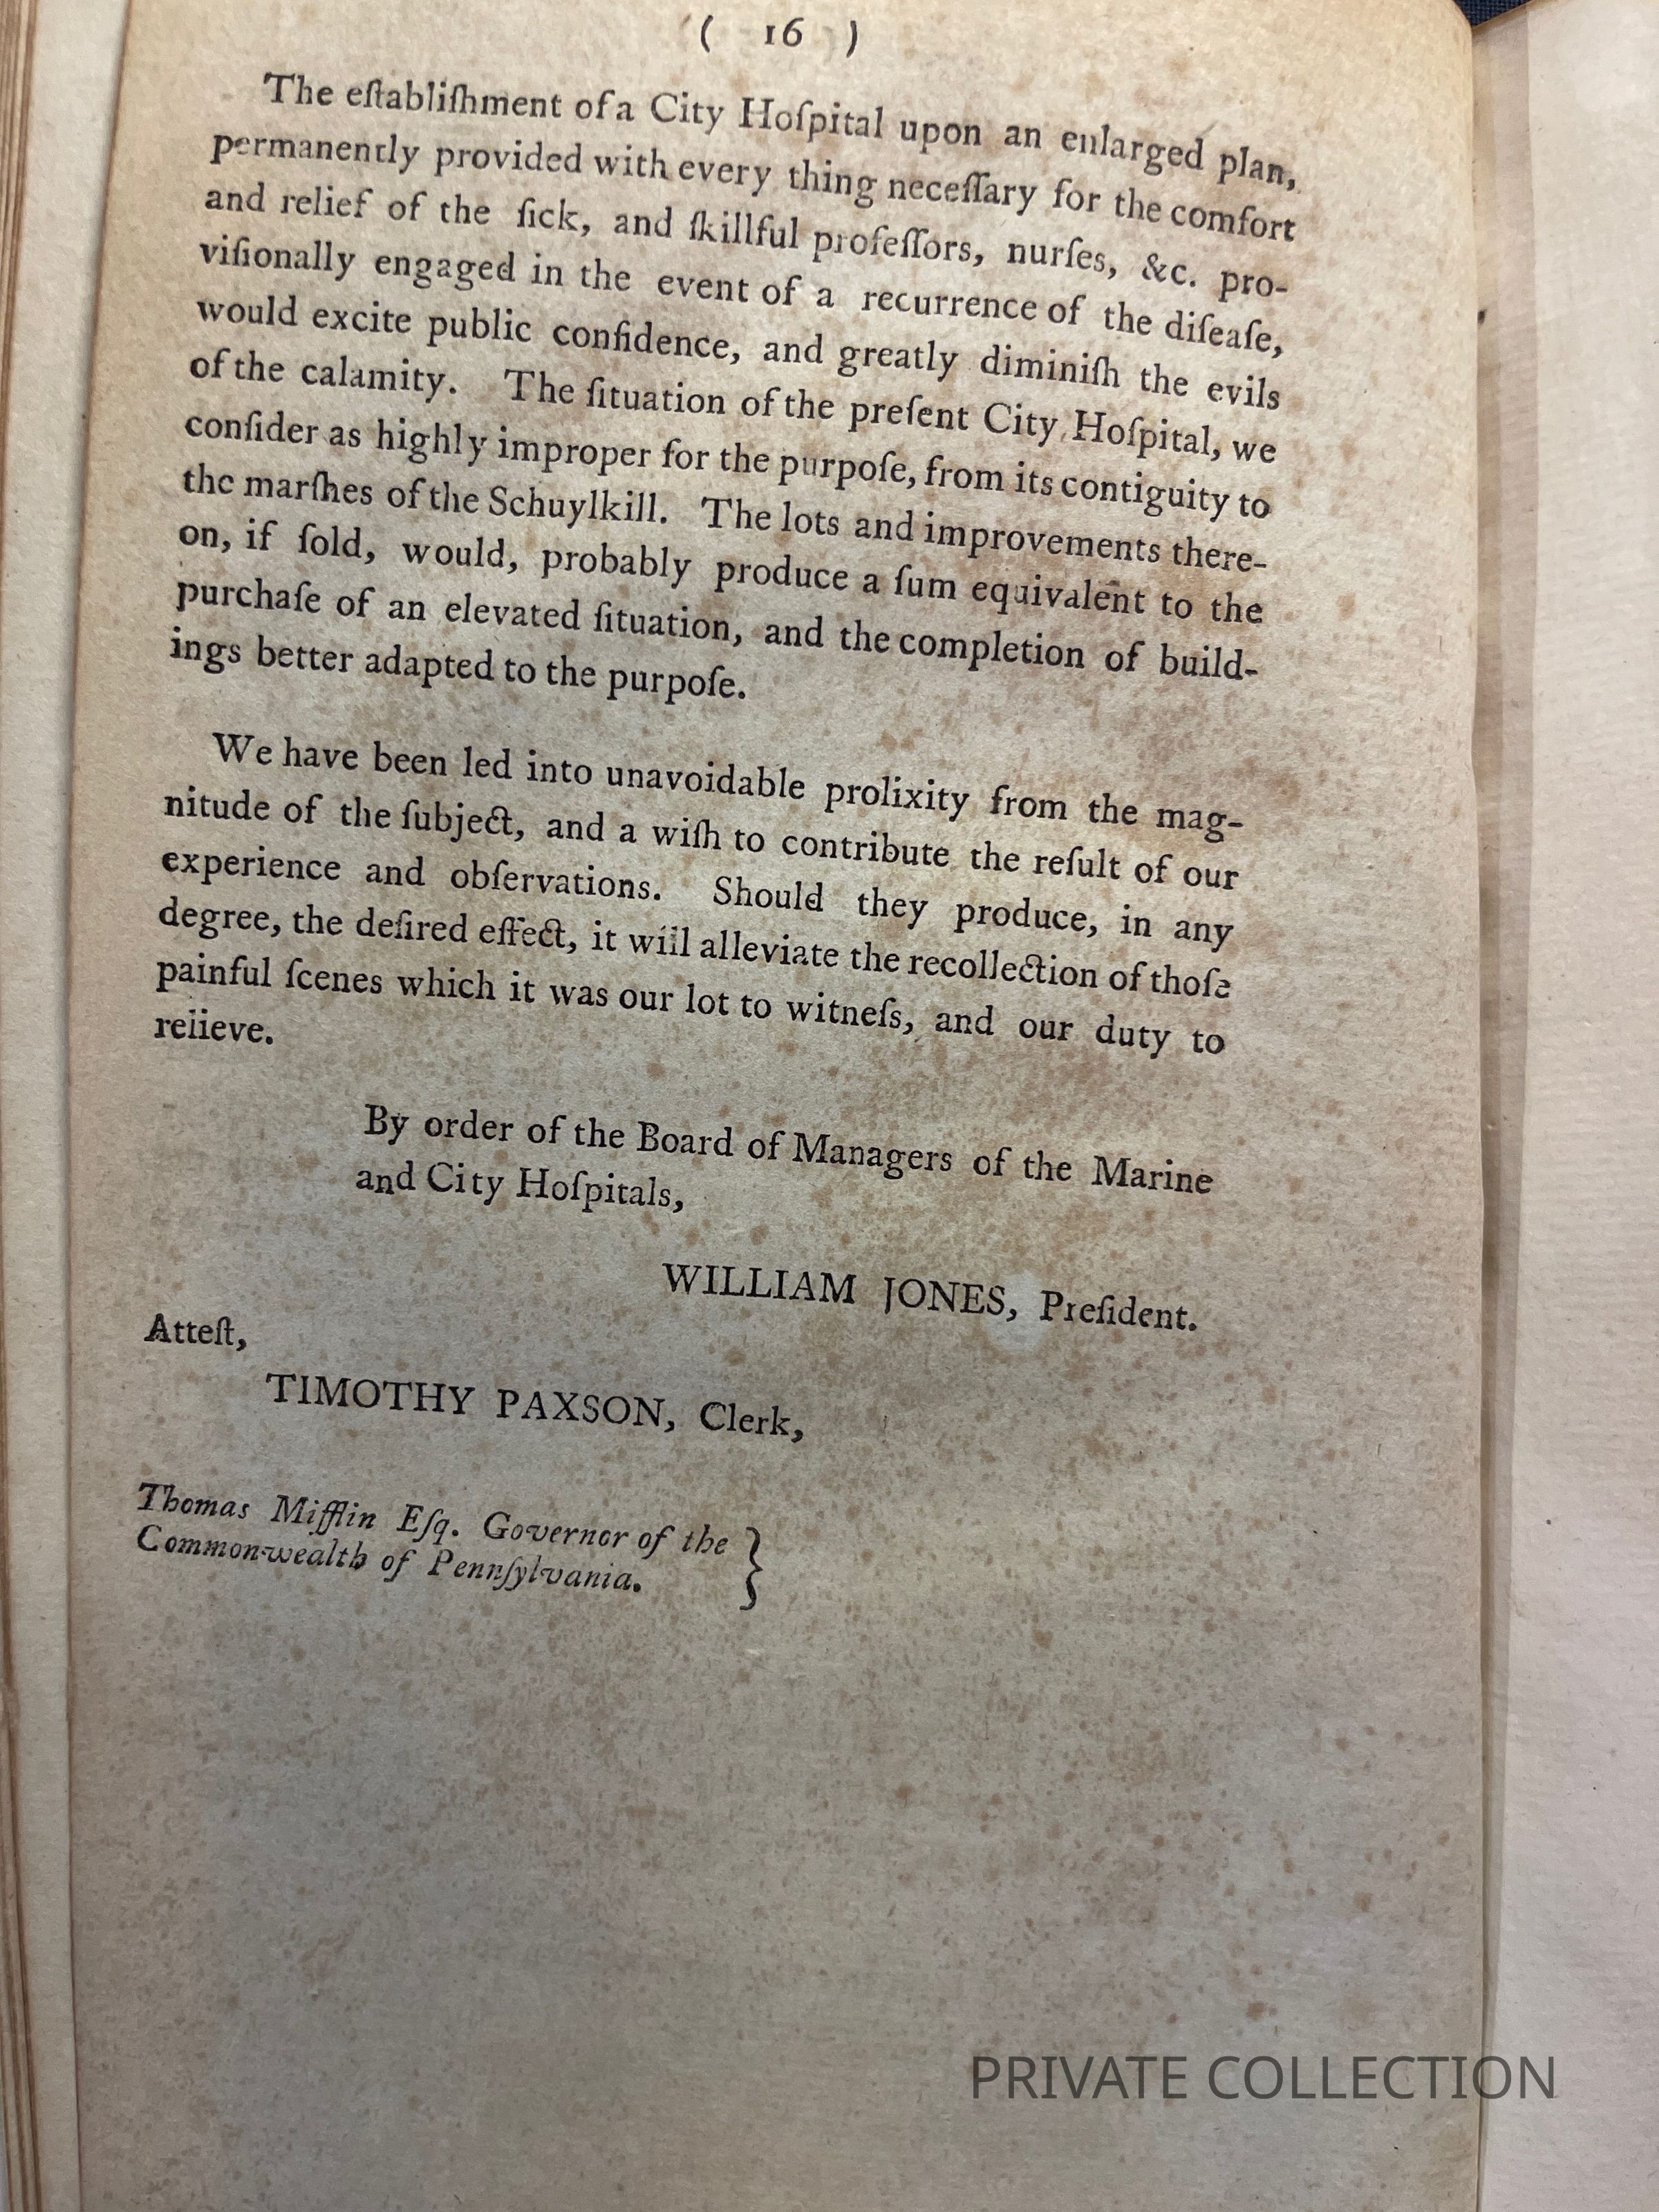 ( 16 )
The eſtabliſhment of a City Hoſpital upon an enlarged plan,
permanently provided with every thing neceſſary for the comfort
and relief of the ſick, and ſkillful profeſſors, nurſes, &c. pro-
viſionally engaged in the event of a recurrence of the diſeaſe,
would excite public confidence, and greatly diminiſh the evils
of the calamity. The ſituation of the preſent City Hoſpital, we
conſider as highly improper for the purpoſe, from its contiguity to
the marſhes of the Schuylkill. The lots and improvements there-
on, if ſold, would, probably produce a ſum equivalent to the
purchaſe of an elevated ſituation, and the completion of build-
ings better adapted to the purpoſe.
We have been led into unavoidable prolixity from the mag-
nitude of the ſubject, and a wiſh to contribute the reſult of our
experience and obſervations. Should they produce, in any
degree, the deſired effect, it will alleviate the recollection of thoſe
painful ſcenes which it was our lot to witneſs, and our duty to
relieve.
By order of the Board of Managers of the Marine
and City Hoſpitals,
WILLIAM JONES, Preſident.
Atteſt,
TIMOTHY PAXSON, Clerk,
Thomas Mifflin Eſq. Governor of the }
Commonwealth of Pennſylvania.
PRIVATE COLLECTION